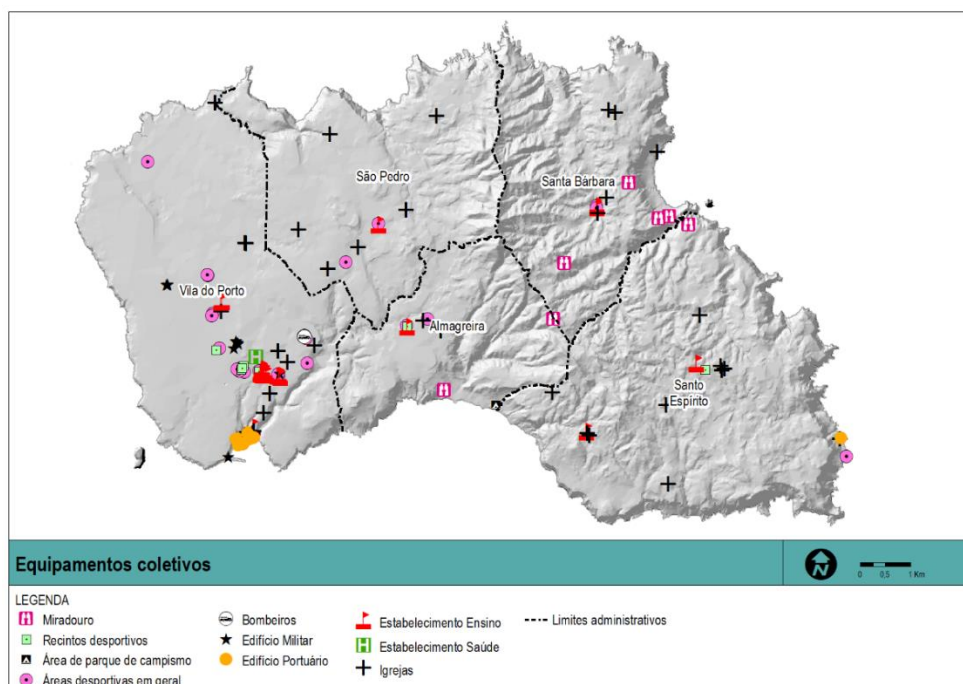 São Pedro
Santa Bárbara
Vila do Porto
Almagreira
Santo
Espírito
Equipamentos coletivos
N
0 0,5 1 Km
LEGENDA
Miradouro
Recintos desportivos
Área de parque de campismo
Áreas desportivas em geral
Bombeiros
Edifício Militar
Edifício Portuário
Estabelecimento Ensino
H Estabelecimento Saúde
Igrejas
Limites administrativos